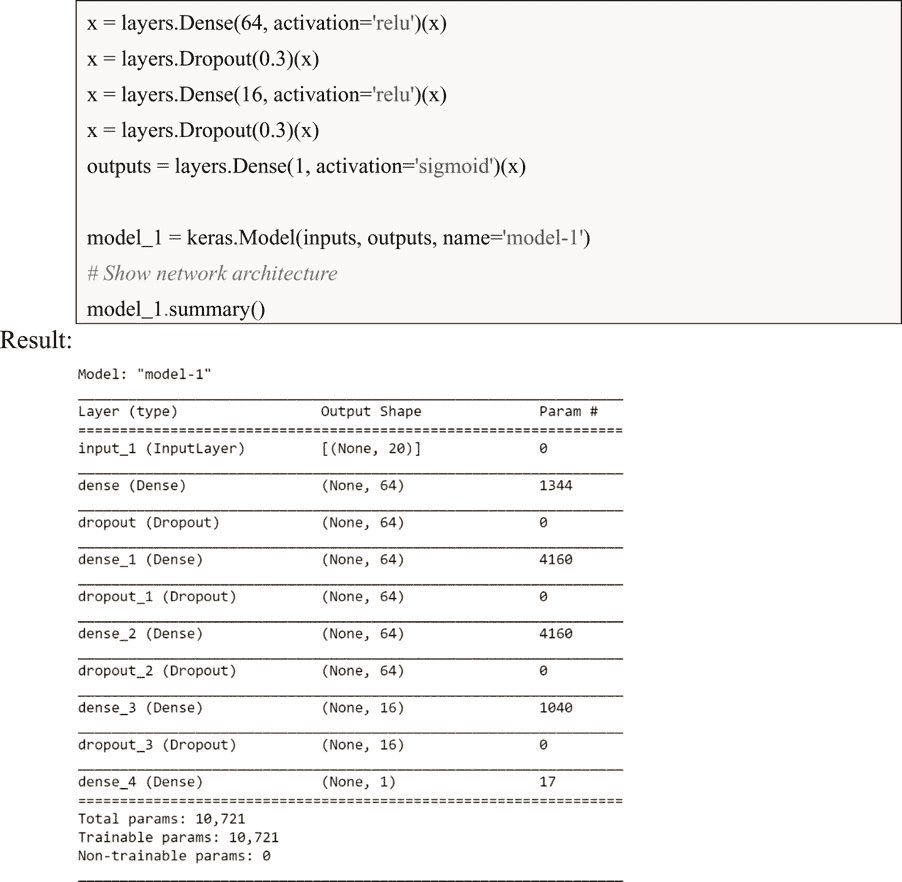 x = layers.Dense(64, activation='relu')(x)
x = layers.Dropout(0.3)(x)
x = layers.Dense(16, activation='relu')(x)
x = layers.Dropout(0.3)(x)
outputs = layers.Dense(1, activation='sigmoid')(x)
model_1 = keras.Model(inputs, outputs, name='model-1')
# Show network architecture
model_1.summary()
Result:
Model: "model-1"
Layer (type) Output Shape Param #
input_1 (InputLayer) [(None, 20)] 0
dense (Dense) (None, 64) 1344
dropout (Dropout) (None, 64) 0
dense_1 (Dense) (None, 64) 4160
dropout_1 (Dropout) (None, 64) 0
dense_2 (Dense) (None, 64) 4160
dropout_2 (Dropout) (None, 64) 0
dense_3 (Dense) (None, 16) 1040
dropout_3 (Dropout) (None, 16) 0
dense_4 (Dense) (None, 1) 17
Total params: 10,721
Trainable params: 10,721
Non-trainable params: 0